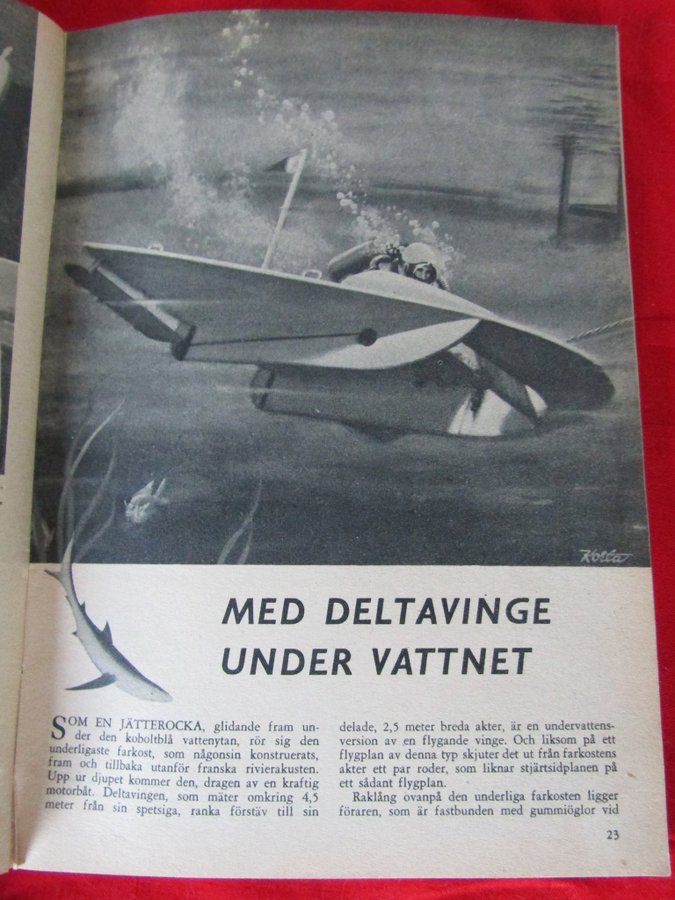 Kolla
MED DELTAVINGE
UNDER VATTNET
SOM EN JÄTTEROCKA, glidande fram un-
der den koboltblå vattenytan, rör sig den
underligaste farkost, som någonsin konstruerats,
fram och tillbaka utanför franska rivierakusten.
Upp ur djupet kommer den, dragen av en kraftig
motorbåt. Deltavingen, som mäter omkring 4,5
meter från sin spetsiga, ranka förstäv till sin
delade, 2,5 meter breda akter, är en undervattens-
version av en flygande vinge. Och liksom på ett
flygplan av denna typ skjuter det ut från farkostens
akter ett par roder, som liknar stjärtsidplanen på
ett sådant flygplan.
Raklång ovanpå den underliga farkosten ligger
föraren, som är fastbunden med gummiöglor vid
23